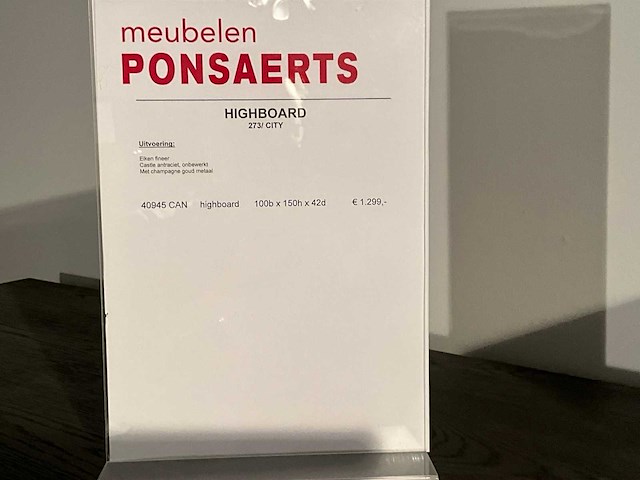 meubelen
PONSAERTS
HIGHBOARD
273/ CITY
Uitvoering:
Eiken fineer
Castle antraciet, onbewerkt
Met champagne goud metaal
40945 CAN highboard 100b x 150h x 42d € 1.299,-